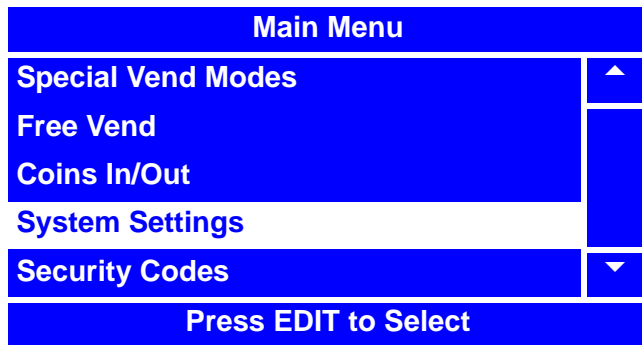 Main Menu
Special Vend Modes
Free Vend
Coins In/Out
System Settings
Security Codes
Press EDIT to Select